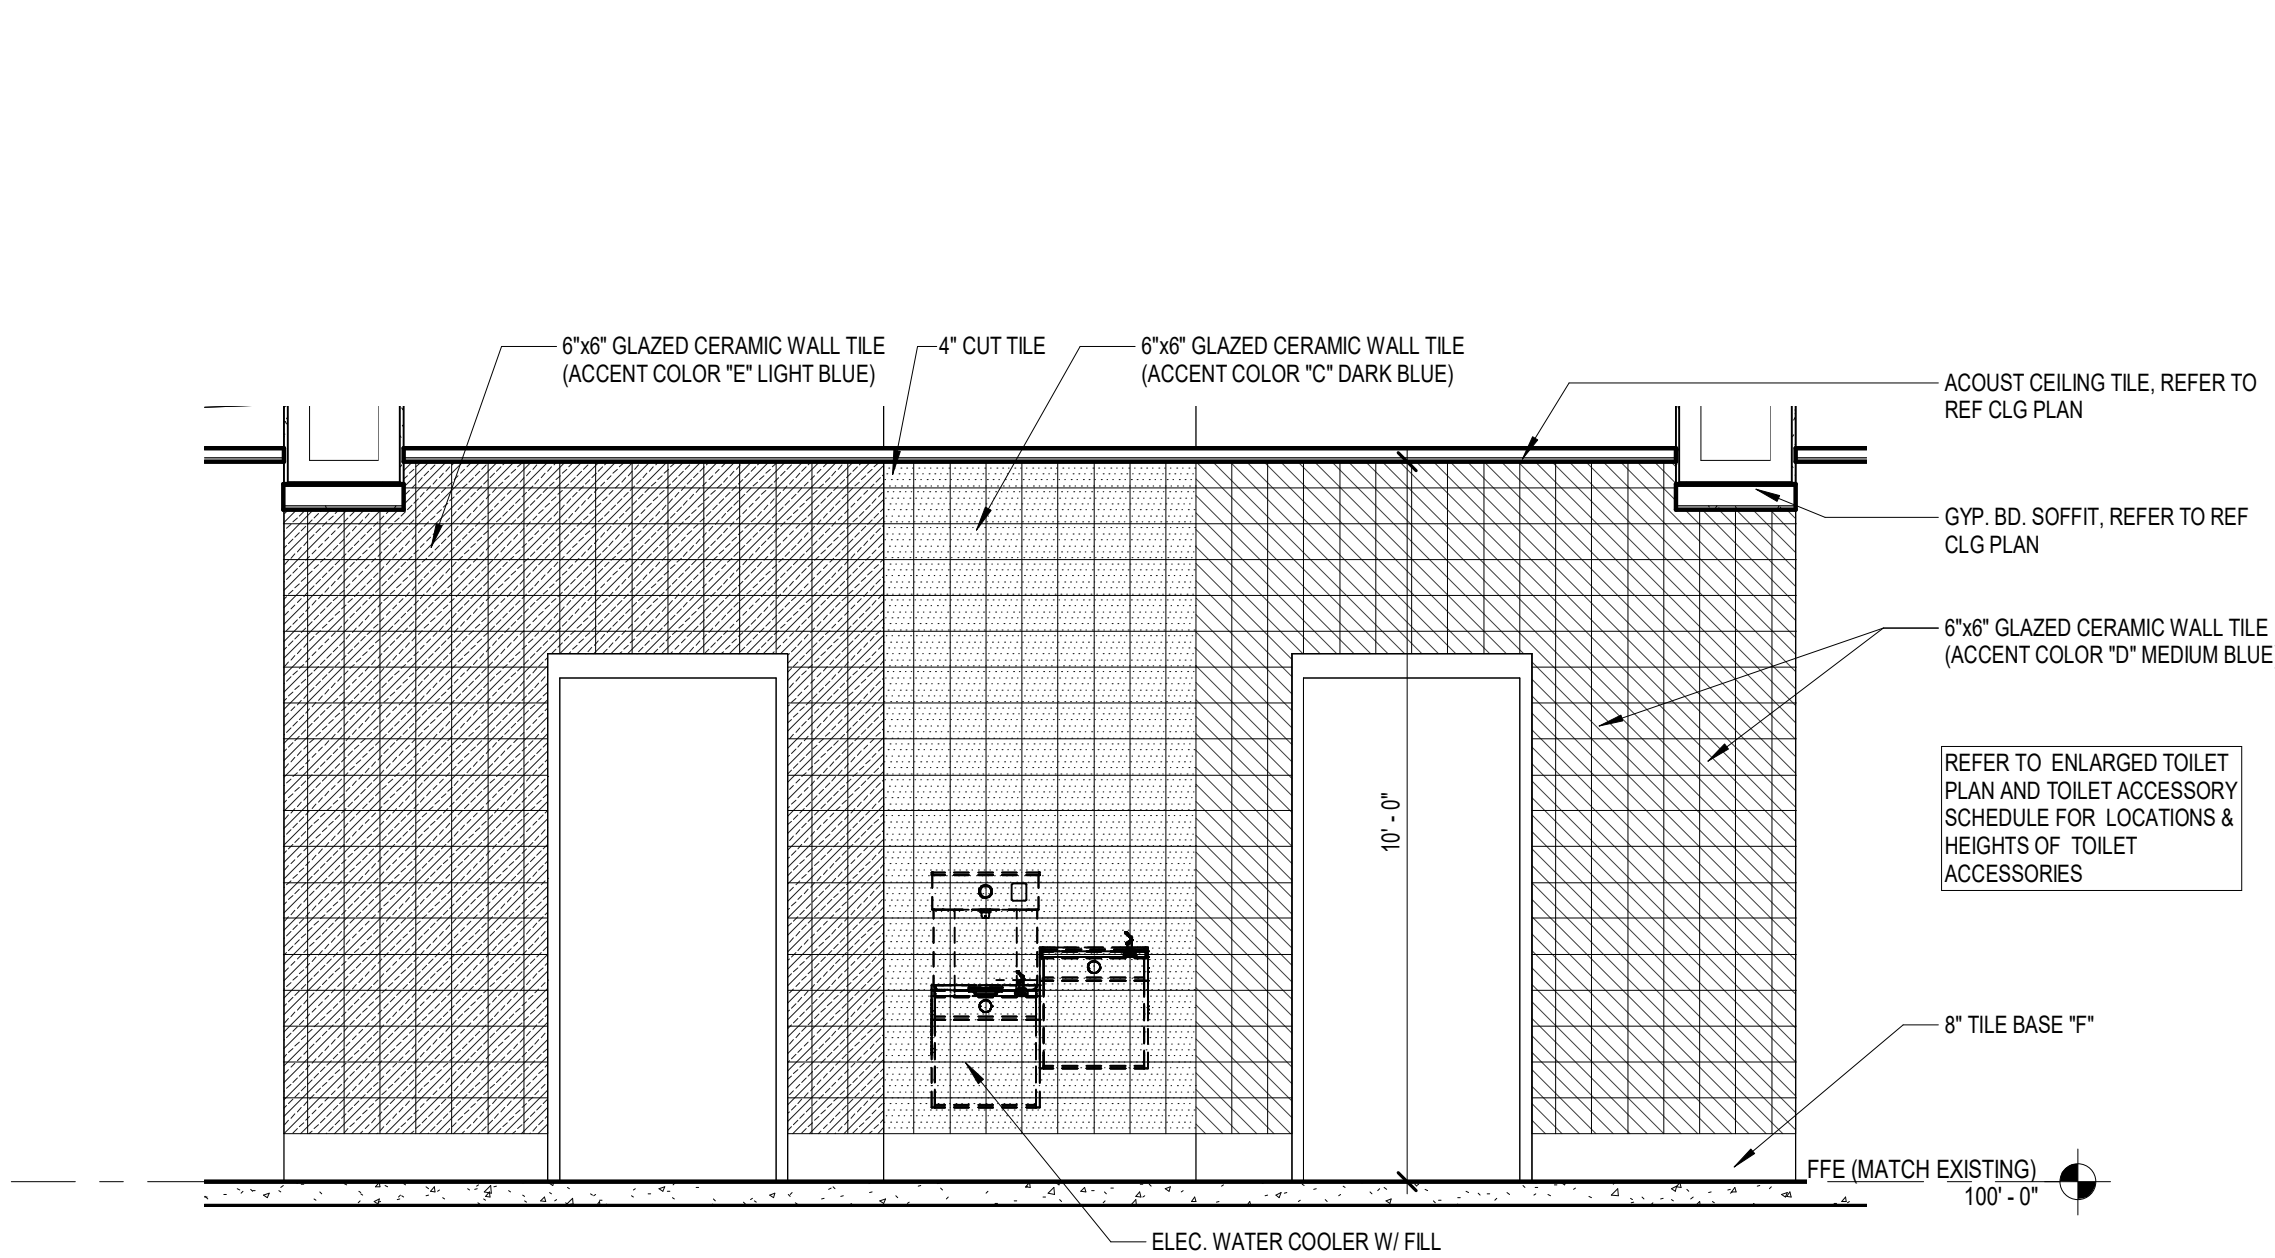 6"x6" GLAZED CERAMIC WALL TILE
(ACCENT COLOR "E" LIGHT BLUE)
4" CUT TILE
6"x6" GLAZED CERAMIC WALL TILE
(ACCENT COLOR "C" DARK BLUE)
ACOUST CEILING TILE, REFER TO
REF CLG PLAN
GYP. BD. SOFFIT, REFER TO REF
CLG PLAN
6"x6" GLAZED CERAMIC WALL TILE
(ACCENT COLOR "D" MEDIUM BLUE
REFER TO ENLARGED TOILET
PLAN AND TOILET ACCESSORY
SCHEDULE FOR LOCATIONS &
HEIGHTS OF TOILET
ACCESSORIES
10' - 0"
8" TILE BASE "F"
FFE (MATCH EXISTING)
100' - 0"
ELEC. WATER COOLER W/ FILL